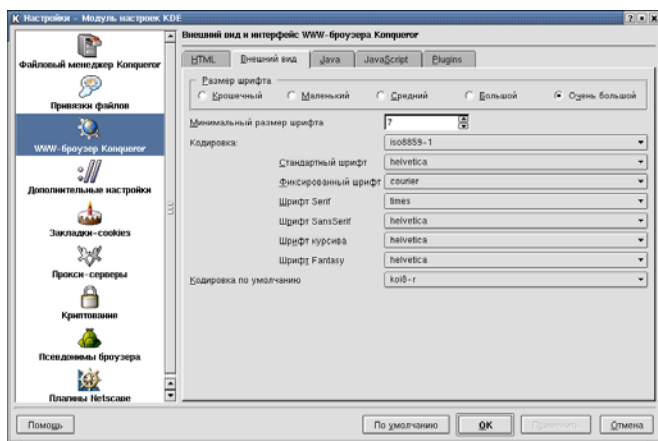 Настройки - Модуль настроек KDE
Файловый менеджер Konqueror
Привязки файлов
WWW-броузер Konqueror
Дополнительные настройки
Закладки-cookies
Прокси-серверы
Криптование
Псевдонимы броузера
Плагины Netscape
Внешний вид и интерфейс WWW-броузера Konqueror
HTML Внешний вид Java JavaScript Plugins
Размер шрифта
Крошечный Маленький Средний Большой Очень большой
Минимальный размер шрифта 7
Кодировка: iso8859-1
Стандартный шрифт helvetica
Фиксированный шрифт courier
Шрифт Serif times
Шрифт SansSerif helvetica
Шрифт курсива helvetica
Шрифт Fantasy helvetica
Кодировка по умолчанию koi8-r
Помощь По умолчанию OK Применить Отмена